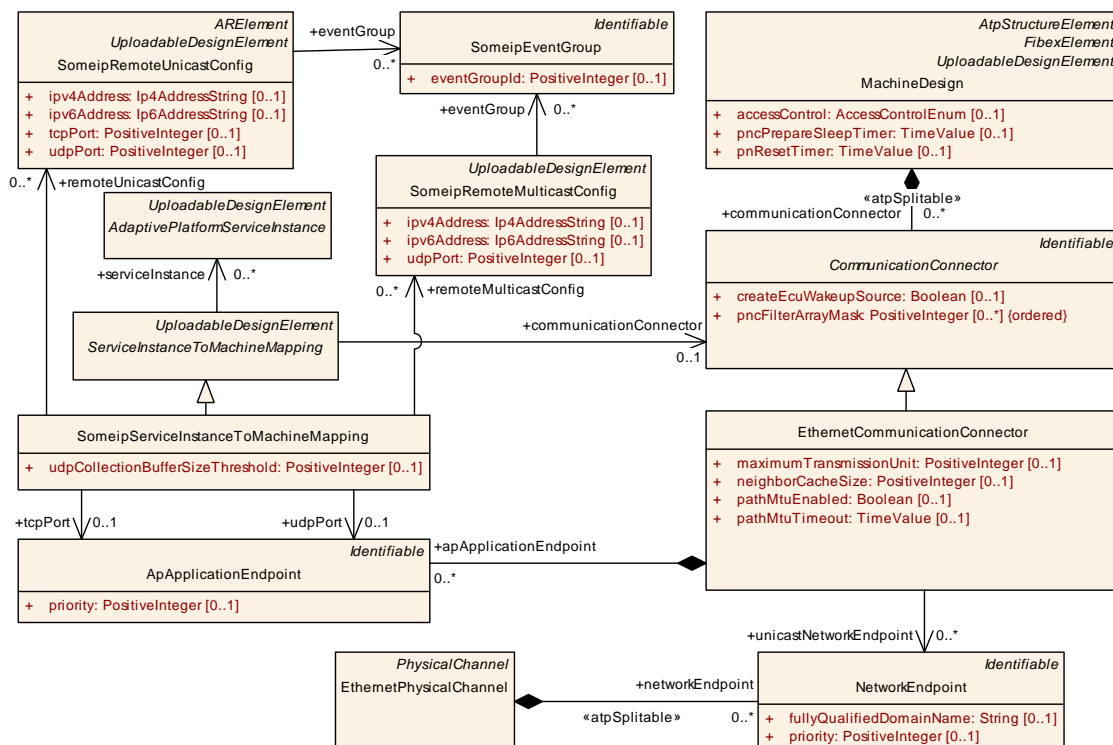 ARElement
UploadableDesignElement
SomeipRemoteUnicastConfig
+ ipv4Address: Ip4AddressString [0..1]
+ ipv6Address: Ip6AddressString [0..1]
+ tcpPort: PositiveInteger [0..1]
+ udpPort: PositiveInteger [0..1]
+eventGroup
0..*
Identifiable
SomeipEventGroup
+ eventGroupId: PositiveInteger [0..1]
AtpStructureElement
FibexElement
UploadableDesignElement
MachineDesign
+ accessControl: AccessControlEnum [0..1]
+ pncPrepareSleepTimer: TimeValue [0..1]
+ pnResetTimer: TimeValue [0..1]
+eventGroup
0..*
0..*
+remoteUnicastConfig
UploadableDesignElement
SomeipRemoteMulticastConfig
+ ipv4Address: Ip4AddressString [0..1]
+ ipv6Address: Ip6AddressString [0..1]
+ udpPort: PositiveInteger [0..1]
«atpSplitable»
+communicationConnector
0..*
UploadableDesignElement
AdaptivePlatformServiceInstance
+serviceInstance
0..*
0..*
+remoteMulticastConfig
Identifiable
CommunicationConnector
+ createEcuWakeupSource: Boolean [0..1]
+ pncFilterArrayMask: PositiveInteger [0..*] {ordered}
UploadableDesignElement
ServiceInstanceToMachineMapping
+communicationConnector
0..1
SomeipServiceInstanceToMachineMapping
+ udpCollectionBufferSizeThreshold: PositiveInteger [0..1]
EthernetCommunicationConnector
+ maximumTransmissionUnit: PositiveInteger [0..1]
+ neighborCacheSize: PositiveInteger [0..1]
+ pathMtuEnabled: Boolean [0..1]
+ pathMtuTimeout: TimeValue [0..1]
+tcpPort
0..1
+udpPort
0..1
Identifiable
ApApplicationEndpoint
+ priority: PositiveInteger [0..1]
+apApplicationEndpoint
0..*
+unicastNetworkEndpoint
0..*
PhysicalChannel
EthernetPhysicalChannel
+networkEndpoint
«atpSplitable»
0..*
Identifiable
NetworkEndpoint
+ fullyQualifiedDomainName: String [0..1]
+ priority: PositiveInteger [0..1]